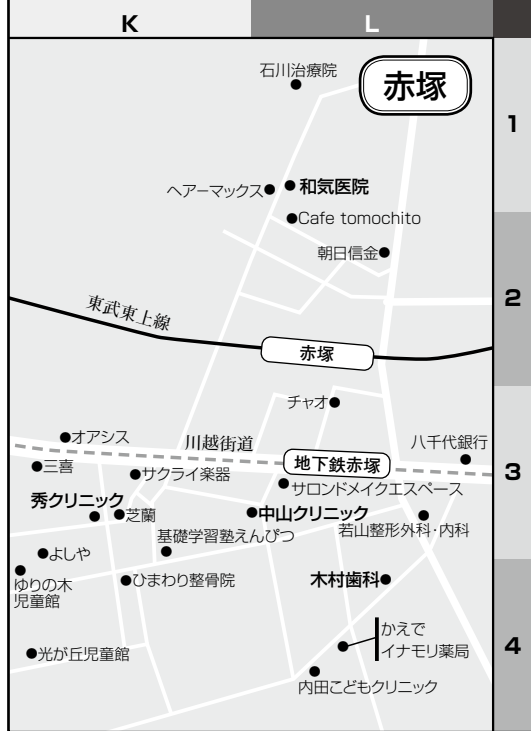 K
L
石川治療院
赤塚
1
ヘアーマックス
和気医院
Cafe tomochito
朝日信金
2
東武東上線
赤塚
チャオ
オアシス
川越街道
八千代銀行
3
三喜
サクライ楽器
地下鉄赤塚
サロンドメイクエスペース
秀クリニック
芝蘭
中山クリニック
若山整形外科・内科
基礎学習塾えんぴつ
よしや
ゆりの木
児童館
ひまわり整骨院
木村歯科
かえで
イナモリ薬局
4
光が丘児童館
内田こどもクリニック